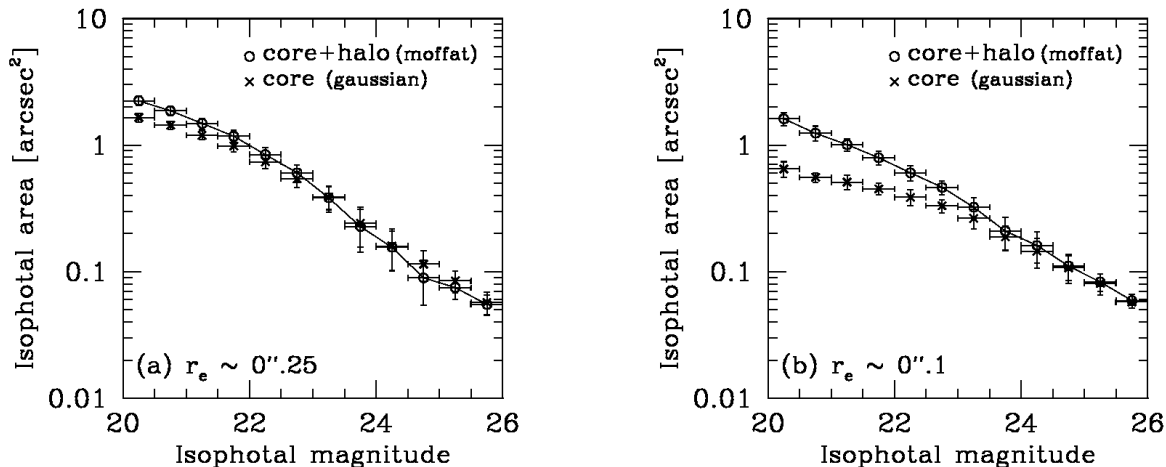 10
core+halo (moffat)
core (gaussian)
1
0.1
(a) r_e ~ 0".25
0.01
20 22 24 26
Isophotal magnitude
Isophotal area [arcsec²]
10
core+halo (moffat)
core (gaussian)
1
0.1
(b) r_e ~ 0".1
0.01
20 22 24 26
Isophotal magnitude
Isophotal area [arcsec²]